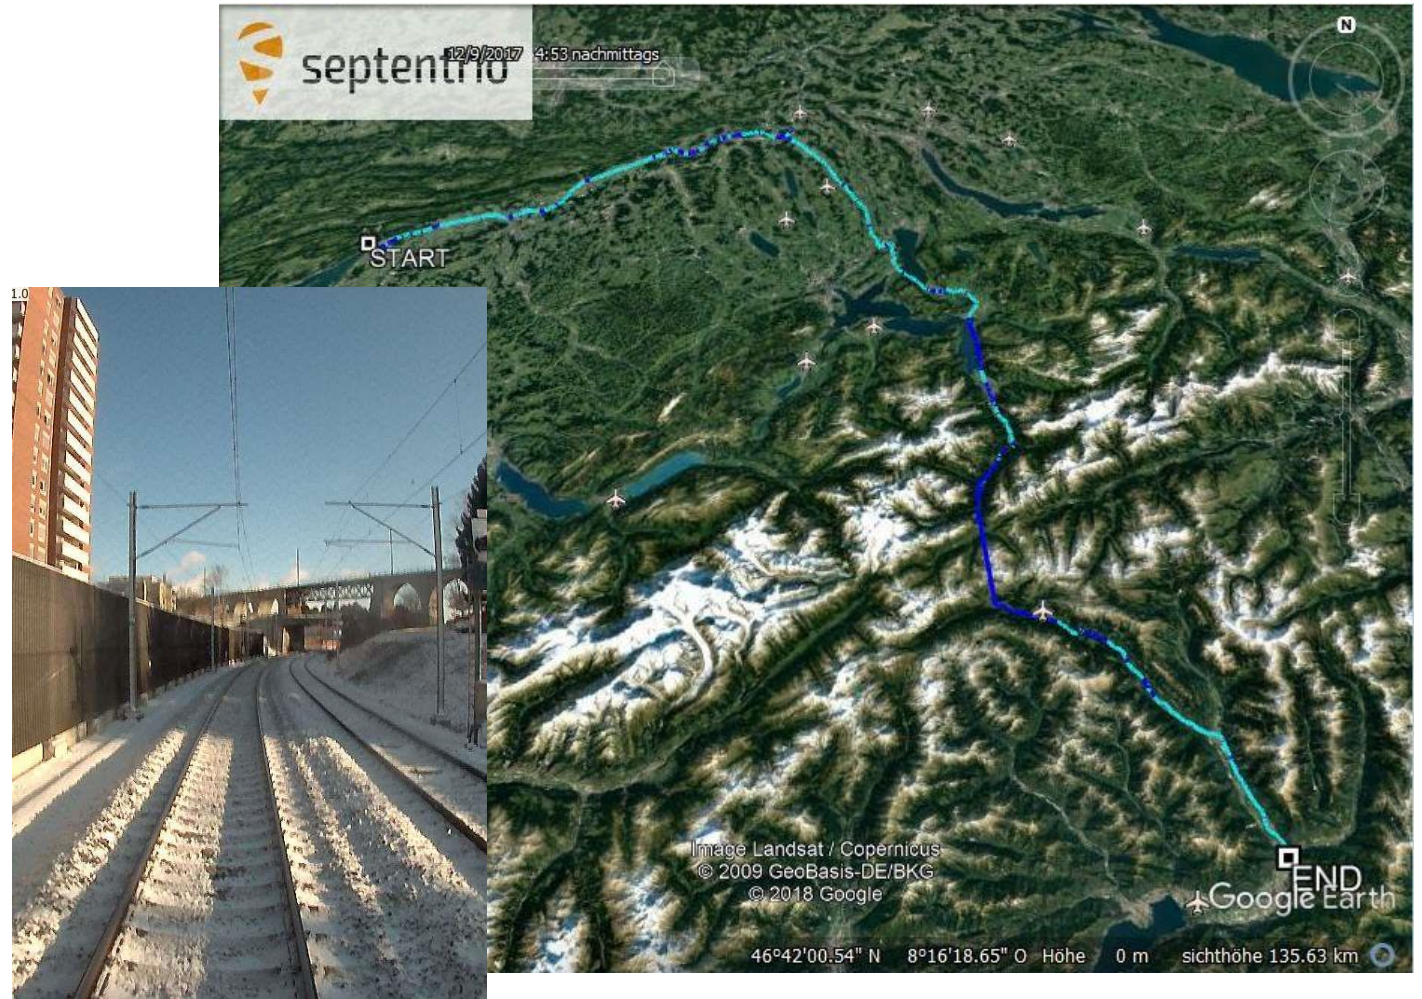 septentrio
12/9/2017 4:53 nachmittags
N
START
1.0
Image Landsat / Copernicus
© 2009 GeoBasis-DE/BKG
© 2018 Google
END
Google Earth
46°42'00.54" N 8°16'18.65" O Höhe 0 m sichthöhe 135.63 km